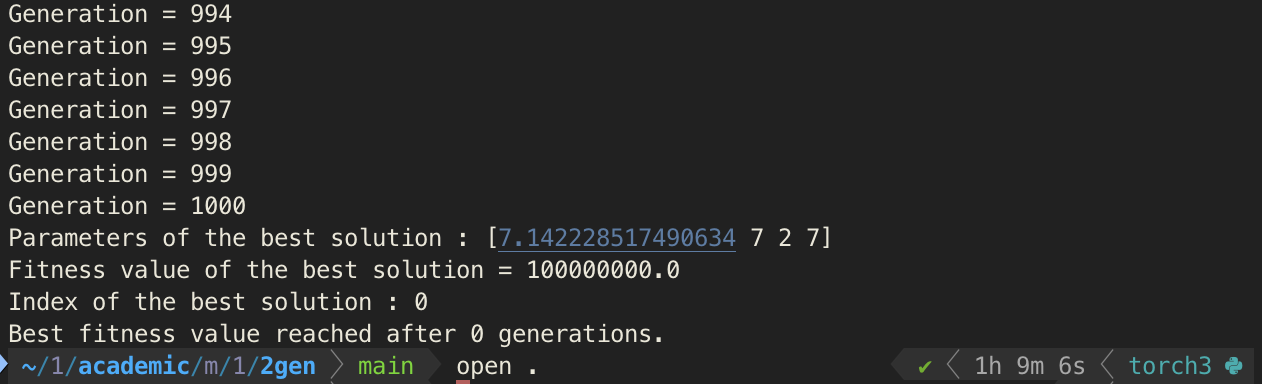 Generation = 994
Generation = 995
Generation = 996
Generation = 997
Generation = 998
Generation = 999
Generation = 1000
Parameters of the best solution : [7.142228517490634 7 2 7]
Fitness value of the best solution = 100000000.0
Index of the best solution : 0
Best fitness value reached after 0 generations.
~/1/academic/m/1/2gen main open . ✔ 1h 9m 6s torch3